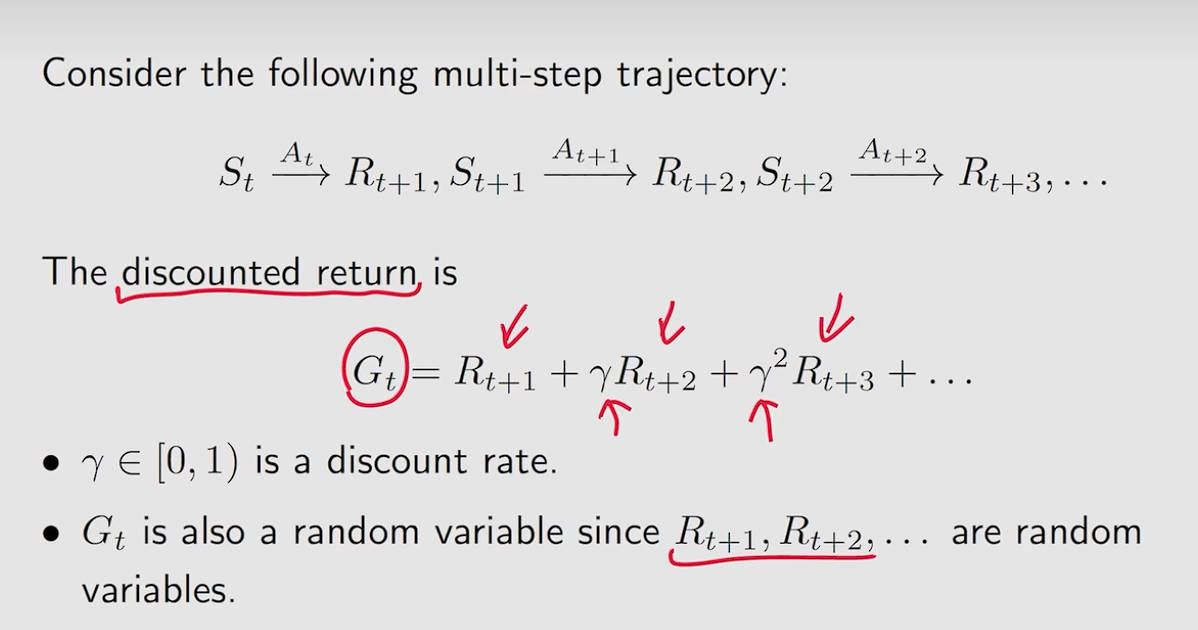 Consider the following multi-step trajectory:
$S_t \xrightarrow{A_t} R_{t+1}, S_{t+1} \xrightarrow{A_{t+1}} R_{t+2}, S_{t+2} \xrightarrow{A_{t+2}} R_{t+3}, \ldots$
The discounted return is
$G_t = R_{t+1} + \gamma R_{t+2} + \gamma^2 R_{t+3} + \ldots$
• $\gamma \in [0, 1)$ is a discount rate.
• $G_t$ is also a random variable since $R_{t+1}, R_{t+2}, \ldots$ are random
variables.